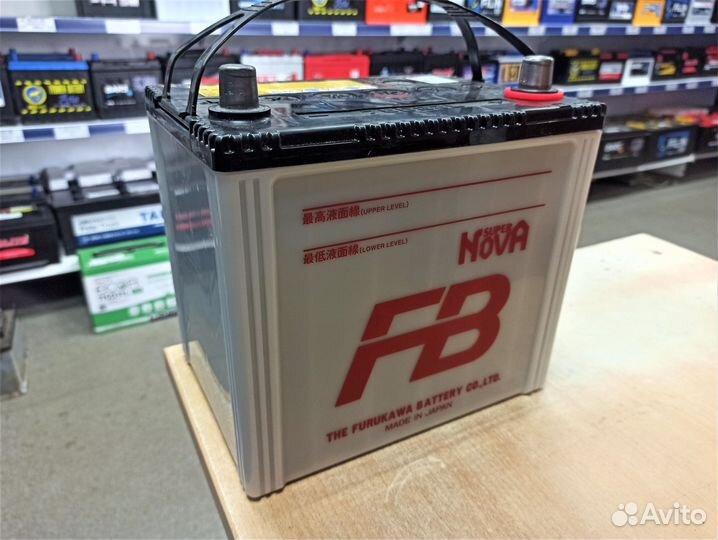 最高液面線(UPPER LEVEL)
最低液面線(LOWER LEVEL)
SUPER
NOVA
FB
THE FURUKAWA BATTERY CO.,LTD.
MADE IN JAPAN
Avito